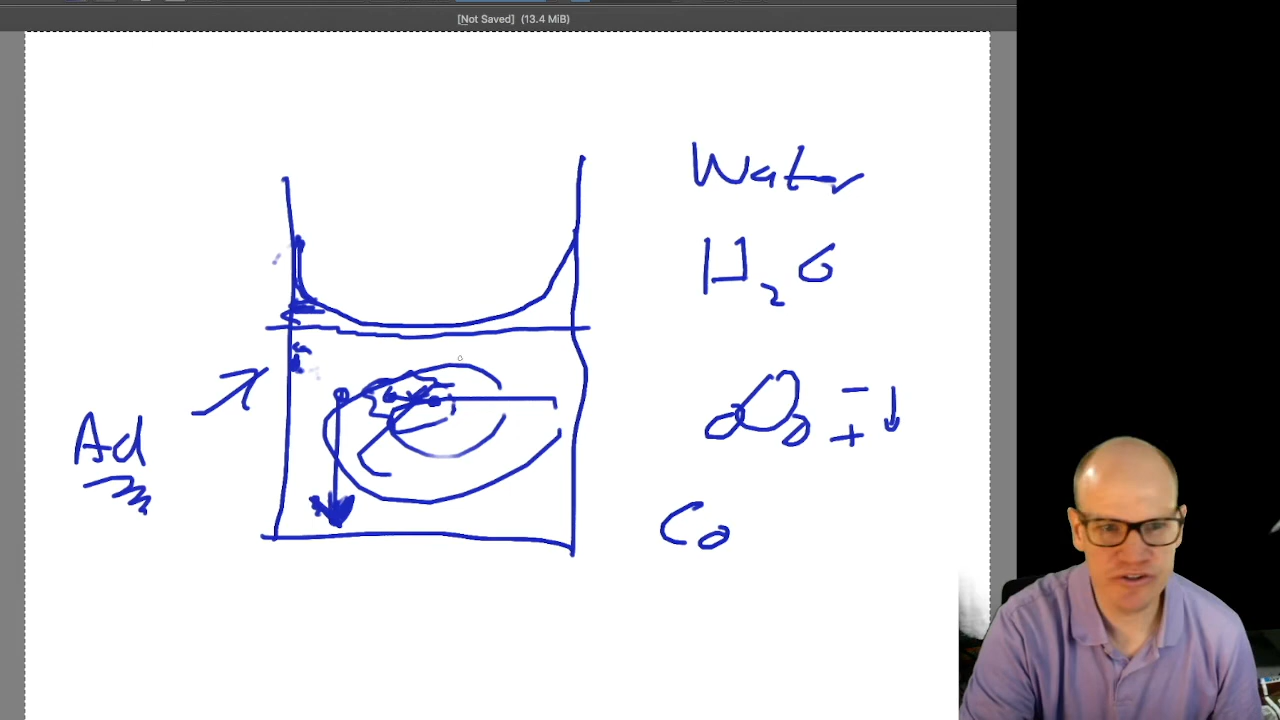 [Not Saved] (13.4 MiB)
Water
H₂O
− ↓
+
Ad
Co